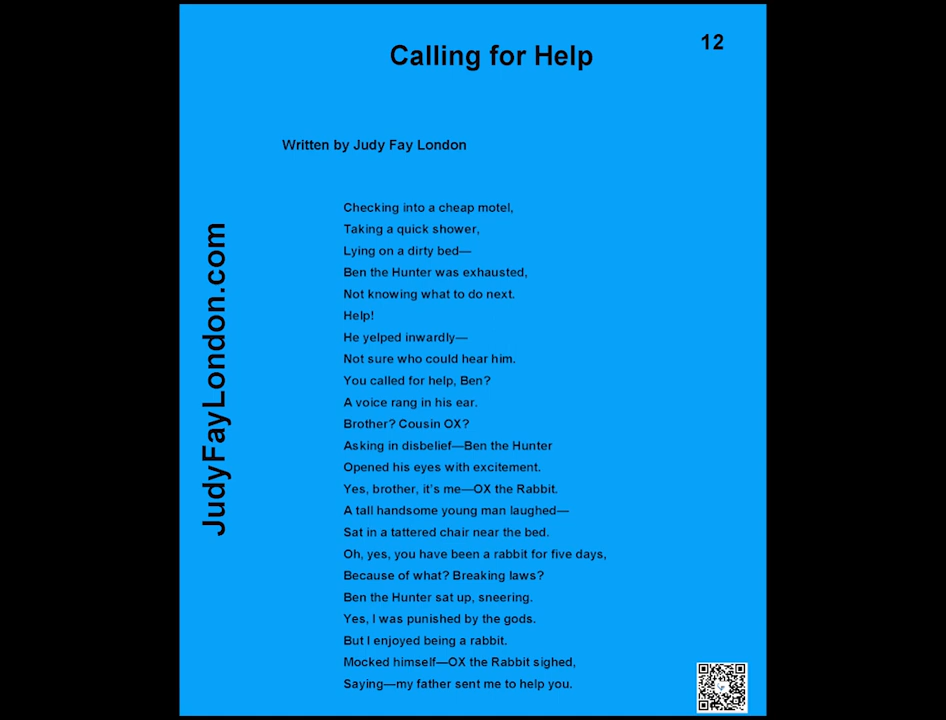 Calling for Help
12
Written by Judy Fay London
JudyFayLondon.com
Checking into a cheap motel,
Taking a quick shower,
Lying on a dirty bed—
Ben the Hunter was exhausted,
Not knowing what to do next.
Help!
He yelped inwardly—
Not sure who could hear him.
You called for help, Ben?
A voice rang in his ear.
Brother? Cousin OX?
Asking in disbelief—Ben the Hunter
Opened his eyes with excitement.
Yes, brother, it's me—OX the Rabbit.
A tall handsome young man laughed—
Sat in a tattered chair near the bed.
Oh, yes, you have been a rabbit for five days,
Because of what? Breaking laws?
Ben the Hunter sat up, sneering.
Yes, I was punished by the gods.
But I enjoyed being a rabbit.
Mocked himself—OX the Rabbit sighed,
Saying—my father sent me to help you.